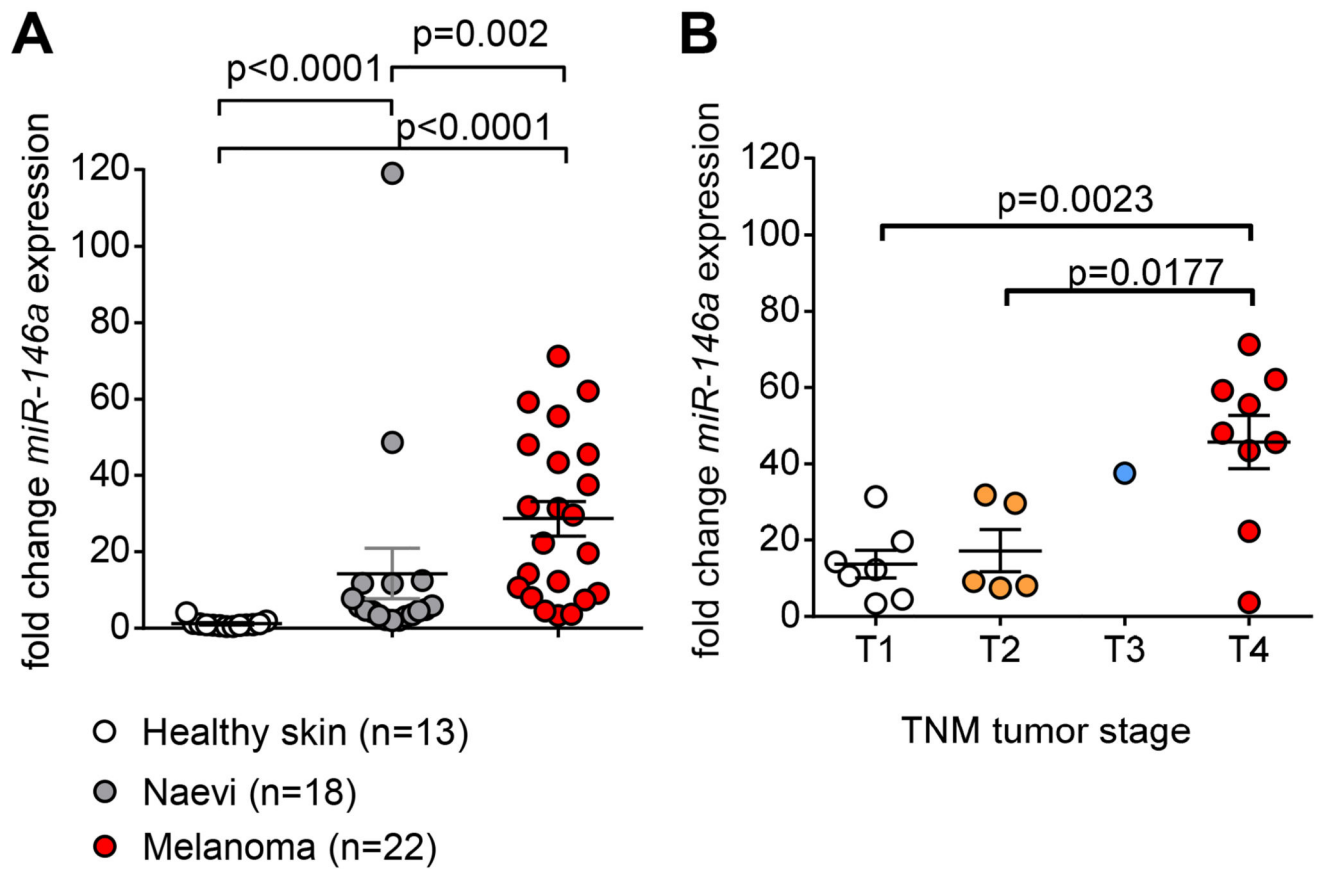 A
p=0.002
p<0.0001
p<0.0001
fold change miR-146a expression
120
100
80
60
40
20
0
Healthy skin (n=13)
Naevi (n=18)
Melanoma (n=22)
B
fold change miR-146a expression
120
100
80
60
40
20
0
p=0.0023
p=0.0177
T1 T2 T3 T4
TNM tumor stage